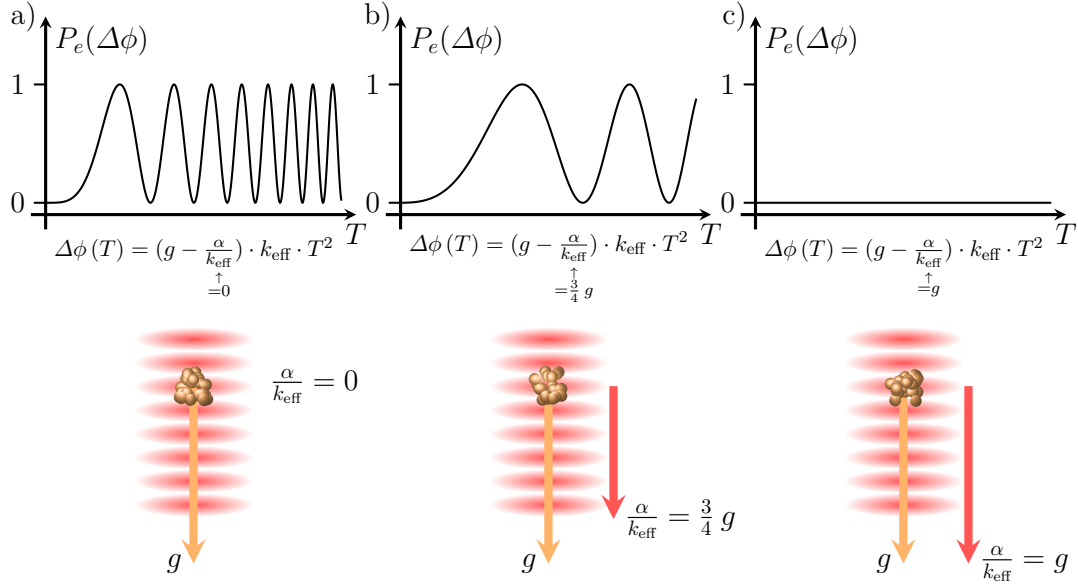 a)
P_e(Δϕ)
1
0
T
Δϕ(T) = (g − α/k_eff) · k_eff · T²
↑
=0
b)
P_e(Δϕ)
1
0
T
Δϕ(T) = (g − α/k_eff) · k_eff · T²
↑
=3/4 g
c)
P_e(Δϕ)
1
0
T
Δϕ(T) = (g − α/k_eff) · k_eff · T²
↑
=g
α/k_eff = 0
g
α/k_eff = 3/4 g
g
α/k_eff = g
g